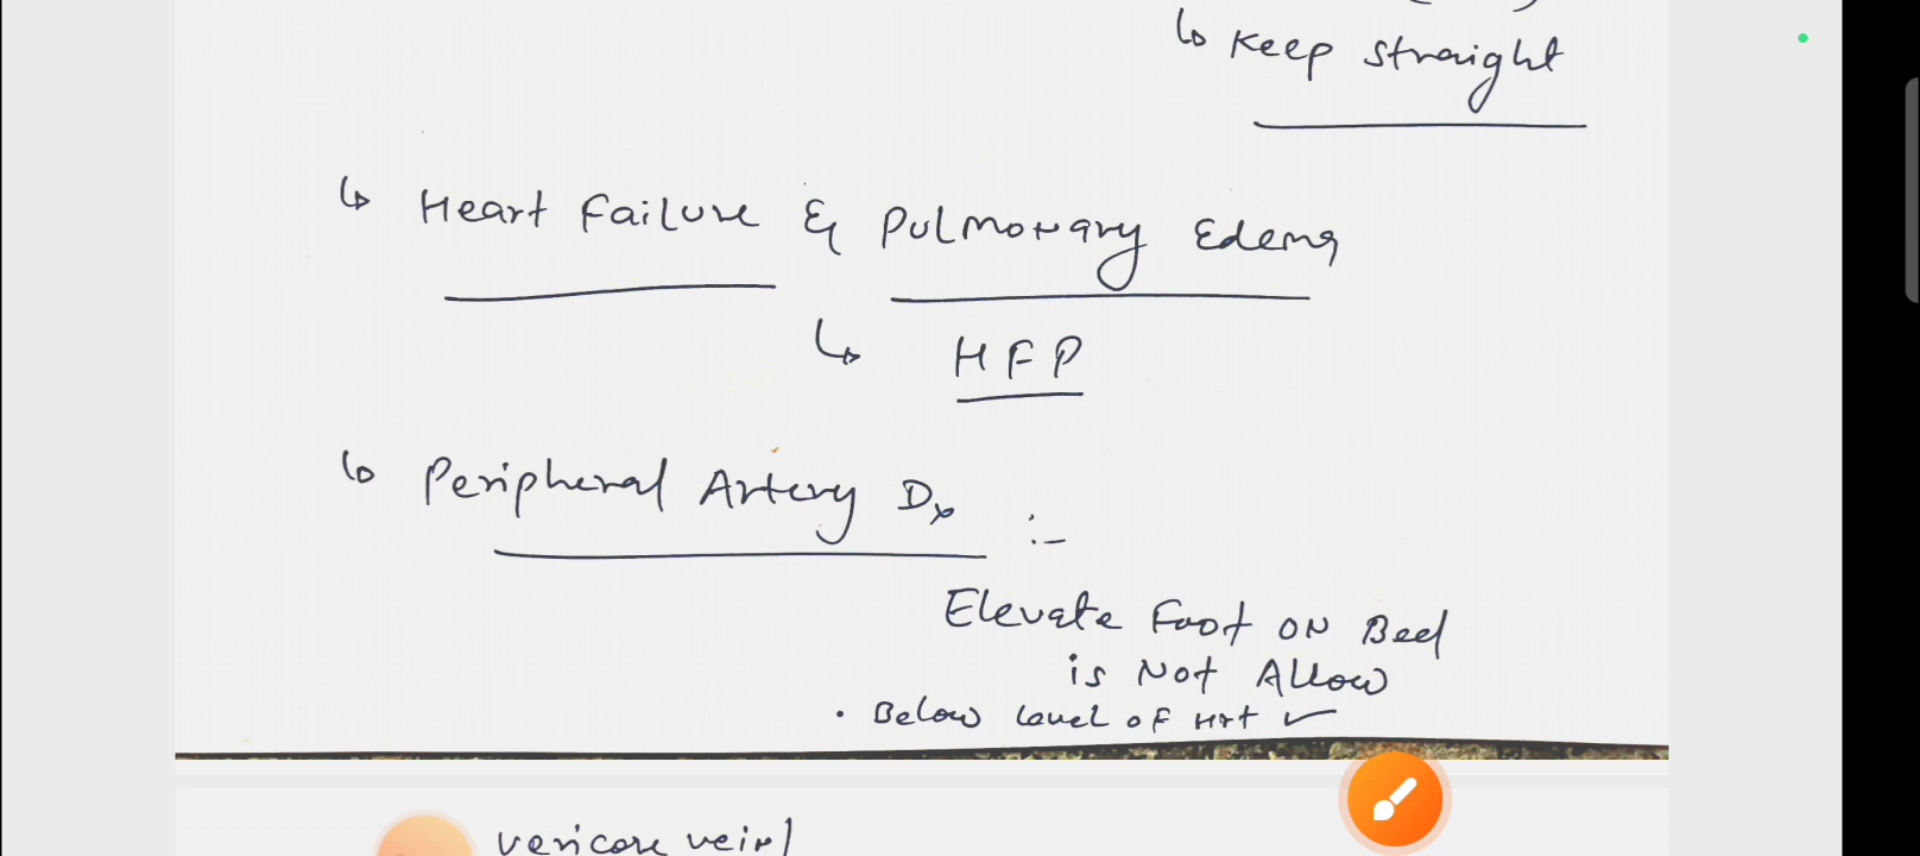 Keep straight
Heart Failure & Pulmonary Edema
HFP
Peripheral Artery Dx :-
Elevate Foot on Bed
is Not Allow
• Below level of Hrt ✓
vericose vein/